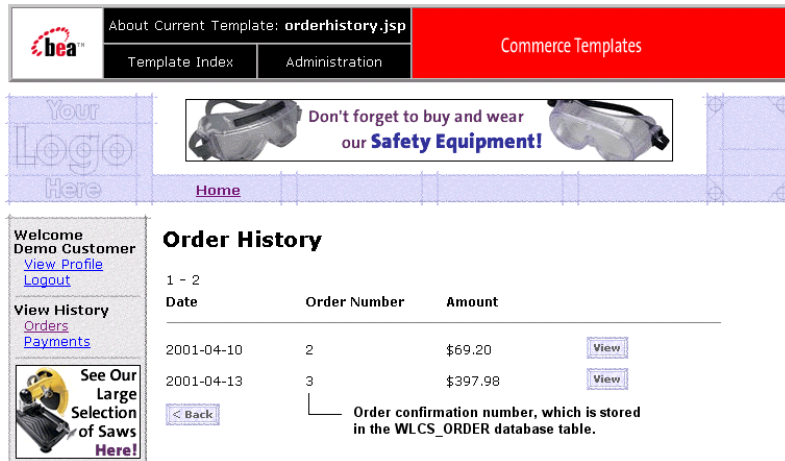 bea™
About Current Template: orderhistory.jsp
Template Index
Administration
Commerce Templates
Your
Logo
Here
Don't forget to buy and wear
our Safety Equipment!
Home
Welcome
Demo Customer
View Profile
Logout
View History
Orders
Payments
See Our
Large
Selection
of Saws
Here!
Order History
1 - 2
Date Order Number Amount
2001-04-10 2 $69.20 View
2001-04-13 3 $397.98 View
< Back
Order confirmation number, which is stored
in the WLCS_ORDER database table.